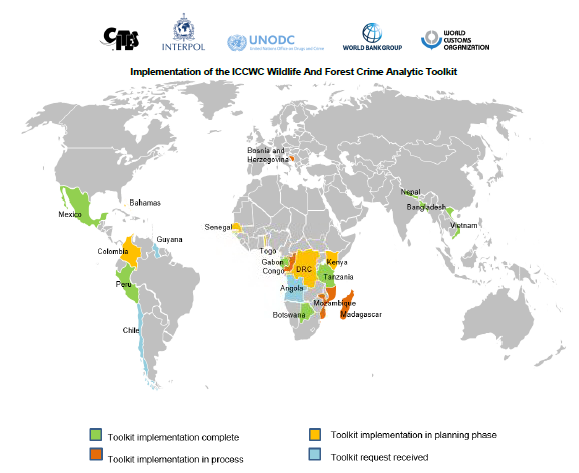 CITES
INTERPOL
UNODC
United Nations Office on Drugs and Crime
WORLD BANK GROUP
WORLD
CUSTOMS
ORGANIZATION
Implementation of the ICCWC Wildlife And Forest Crime Analytic Toolkit
Bosnia and
Herzegovina
Nepal
Bahamas
Bangladesh
Mexico
Senegal
Vietnam
Guyana
Colombia
Togo
Gabon
Kenya
Congo
DRC
Tanzania
Peru
Angola
Mozambique
Botswana
Madagascar
Chile
Toolkit implementation complete
Toolkit implementation in planning phase
Toolkit implementation in process
Toolkit request received